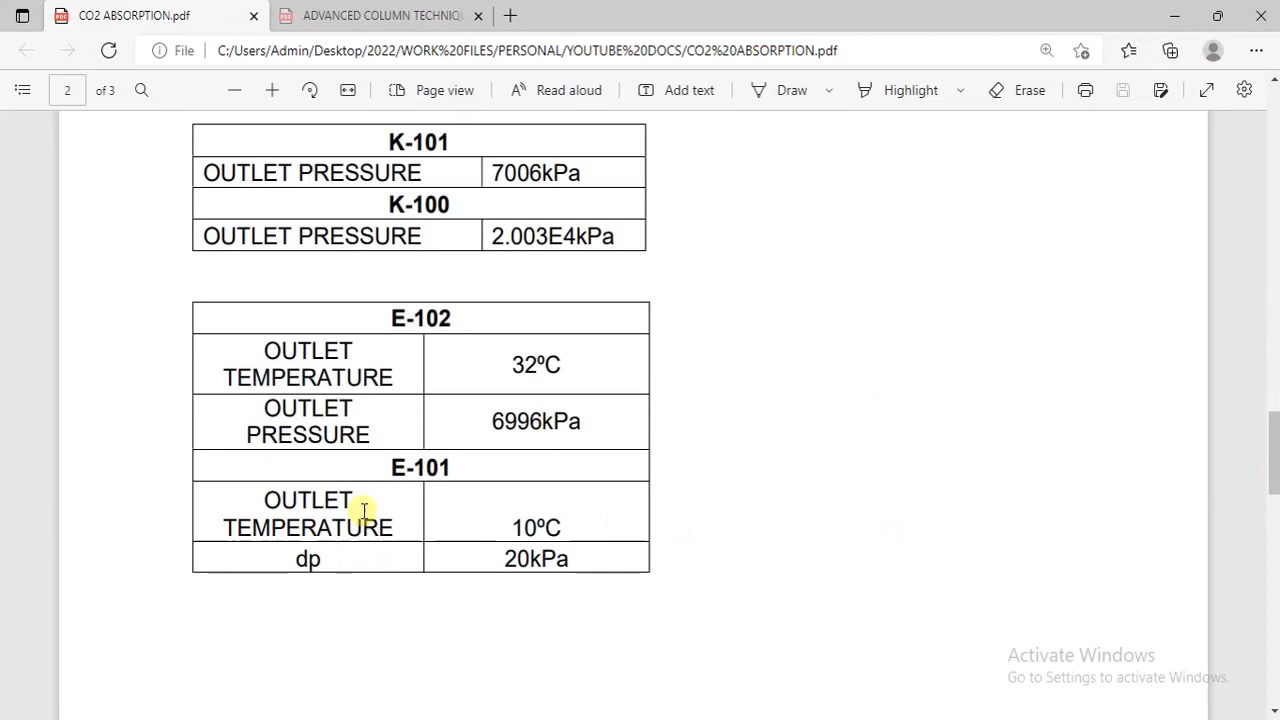 CO2 ABSORPTION.pdf
ADVANCED COLUMN TECHNIQU
File
C:/Users/Admin/Desktop/2022/WORK%20FILES/PERSONAL/YOUTUBE%20DOCS/CO2%20ABSORPTION.pdf
2 of 3
Page view
Read aloud
Add text
Draw
Highlight
Erase
K-101
OUTLET PRESSURE 7006kPa
K-100
OUTLET PRESSURE 2.003E4kPa
E-102
OUTLET
TEMPERATURE 32ºC
OUTLET
PRESSURE 6996kPa
E-101
OUTLET
TEMPERATURE 10ºC
dp 20kPa
Activate Windows
Go to Settings to activate Windows.